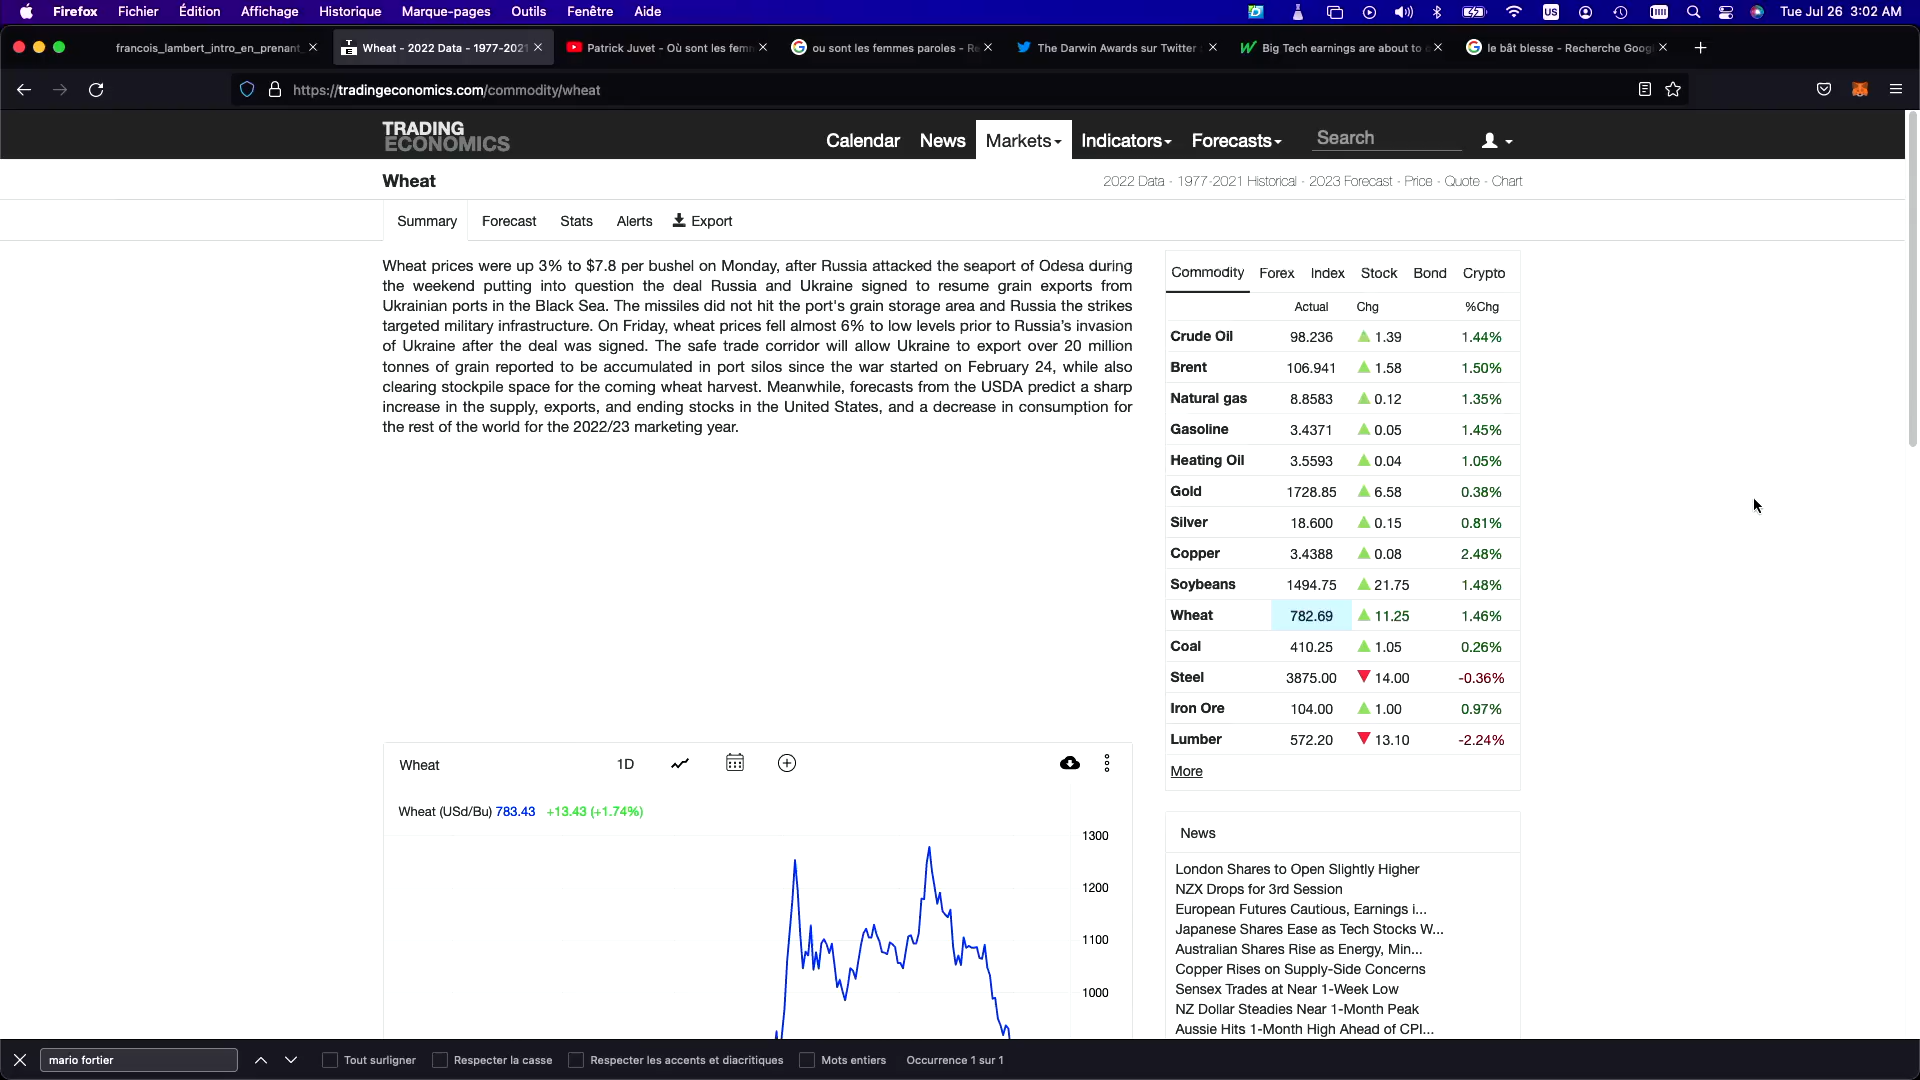 Firefox Fichier Édition Affichage Historique Marque-pages Outils Fenêtre Aide US Tue Jul 26 3:02 AM
francois_lambert_intro_en_prenant_ Wheat - 2022 Data - 1977-2021 Patrick Juvet - Où sont les fem ou sont les femmes paroles - Re The Darwin Awards sur Twitter Big Tech earnings are about to le bât blesse - Recherche Goog
https://tradingeconomics.com/commodity/wheat
TRADING
ECONOMICS
Calendar News Markets Indicators Forecasts Search
Wheat
2022 Data - 1977-2021 Historical - 2023 Forecast - Price - Quote - Chart
Summary Forecast Stats Alerts Export
Wheat prices were up 3% to $7.8 per bushel on Monday, after Russia attacked the seaport of Odesa during
the weekend putting into question the deal Russia and Ukraine signed to resume grain exports from
Ukrainian ports in the Black Sea. The missiles did not hit the port's grain storage area and Russia the strikes
targeted military infrastructure. On Friday, wheat prices fell almost 6% to low levels prior to Russia's invasion
of Ukraine after the deal was signed. The safe trade corridor will allow Ukraine to export over 20 million
tonnes of grain reported to be accumulated in port silos since the war started on February 24, while also
clearing stockpile space for the coming wheat harvest. Meanwhile, forecasts from the USDA predict a sharp
increase in the supply, exports, and ending stocks in the United States, and a decrease in consumption for
the rest of the world for the 2022/23 marketing year.
Commodity Forex Index Stock Bond Crypto
Actual Chg %Chg
Crude Oil 98.236 1.39 1.44%
Brent 106.941 1.58 1.50%
Natural gas 8.8583 0.12 1.35%
Gasoline 3.4371 0.05 1.45%
Heating Oil 3.5593 0.04 1.05%
Gold 1728.85 6.58 0.38%
Silver 18.600 0.15 0.81%
Copper 3.4388 0.08 2.48%
Soybeans 1494.75 21.75 1.48%
Wheat 782.69 11.25 1.46%
Coal 410.25 1.05 0.26%
Steel 3875.00 14.00 -0.36%
Iron Ore 104.00 1.00 0.97%
Lumber 572.20 13.10 -2.24%
More
Wheat 1D
Wheat (USd/Bu) 783.43 +13.43 (+1.74%)
1300
1200
1100
1000
News
London Shares to Open Slightly Higher
NZX Drops for 3rd Session
European Futures Cautious, Earnings i...
Japanese Shares Ease as Tech Stocks W...
Australian Shares Rise as Energy, Min...
Copper Rises on Supply-Side Concerns
Sensex Trades at Near 1-Week Low
NZ Dollar Steadies Near 1-Month Peak
Aussie Hits 1-Month High Ahead of CPI...
mario fortier Tout surligner Respecter la casse Respecter les accents et diacritiques Mots entiers Occurrence 1 sur 1